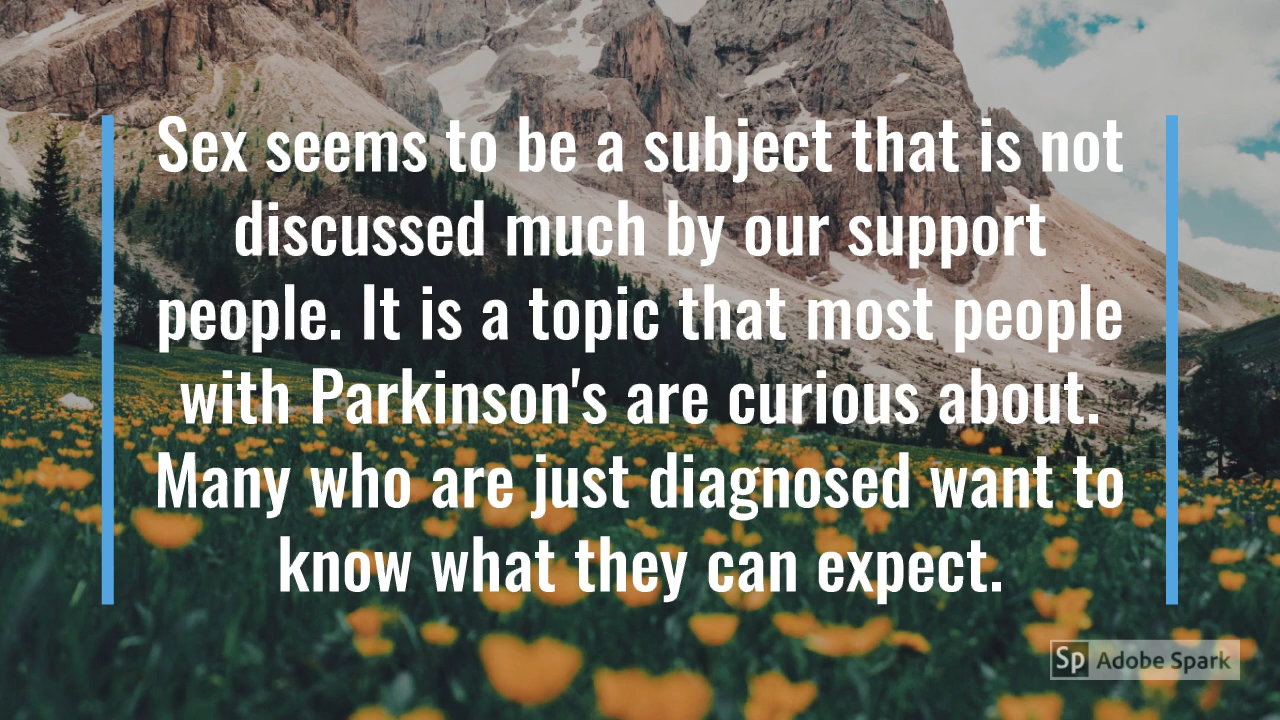 Sex seems to be a subject that is not
discussed much by our support
people. It is a topic that most people
with Parkinson's are curious about.
Many who are just diagnosed want to
know what they can expect.
Sp Adobe Spark